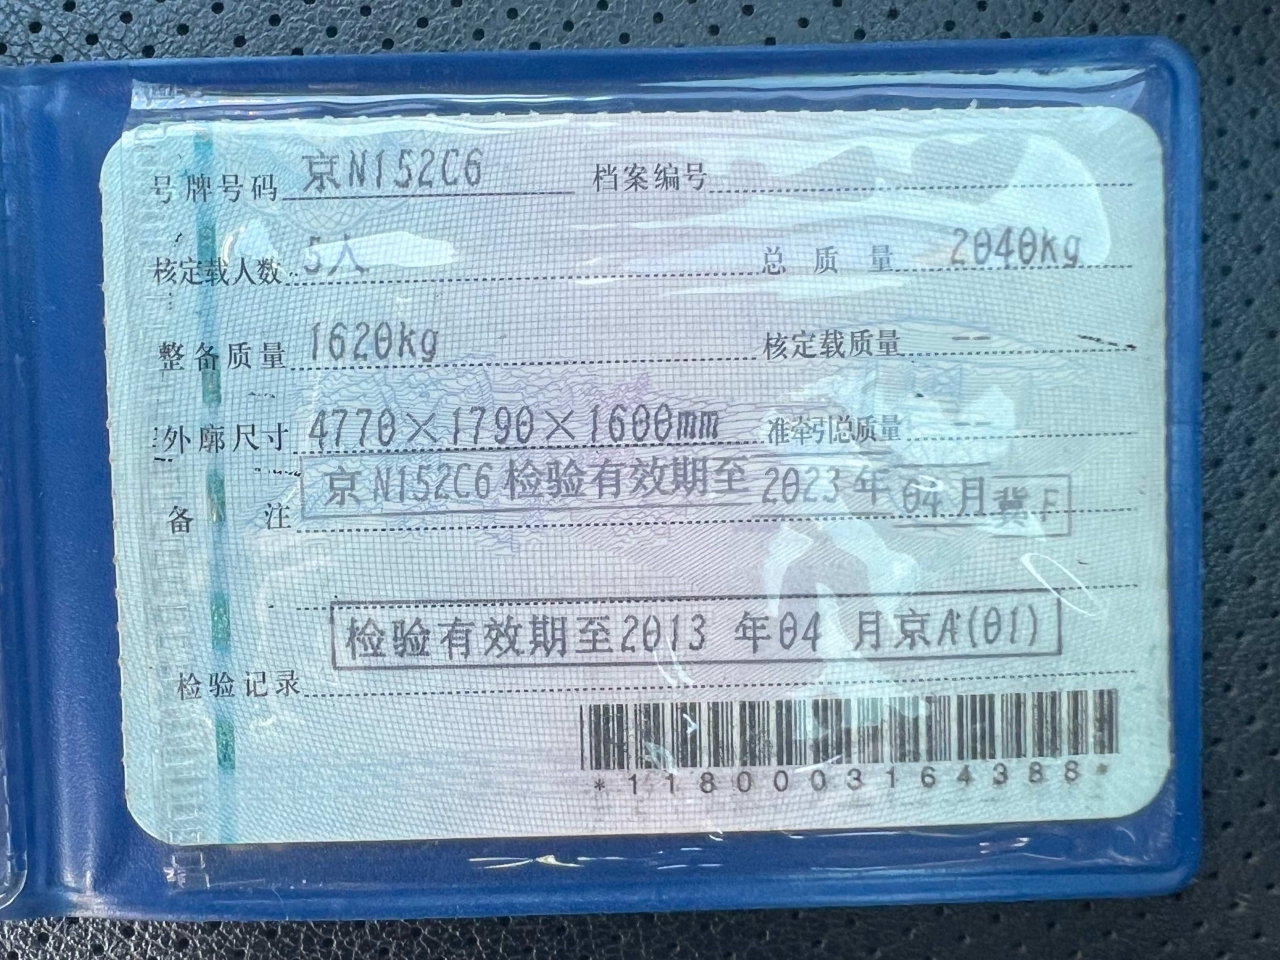 号牌号码 京N152C6 档案编号
核定载人数 5人 总质量 2040kg
整备质量 1620kg 核定载质量 --
外廓尺寸 4770×1790×1600mm 准牵引总质量 --
备注 京N152C6检验有效期至2023年04月冀F
检验有效期至2013年04月京A(01)
检验记录
*1180003164388*